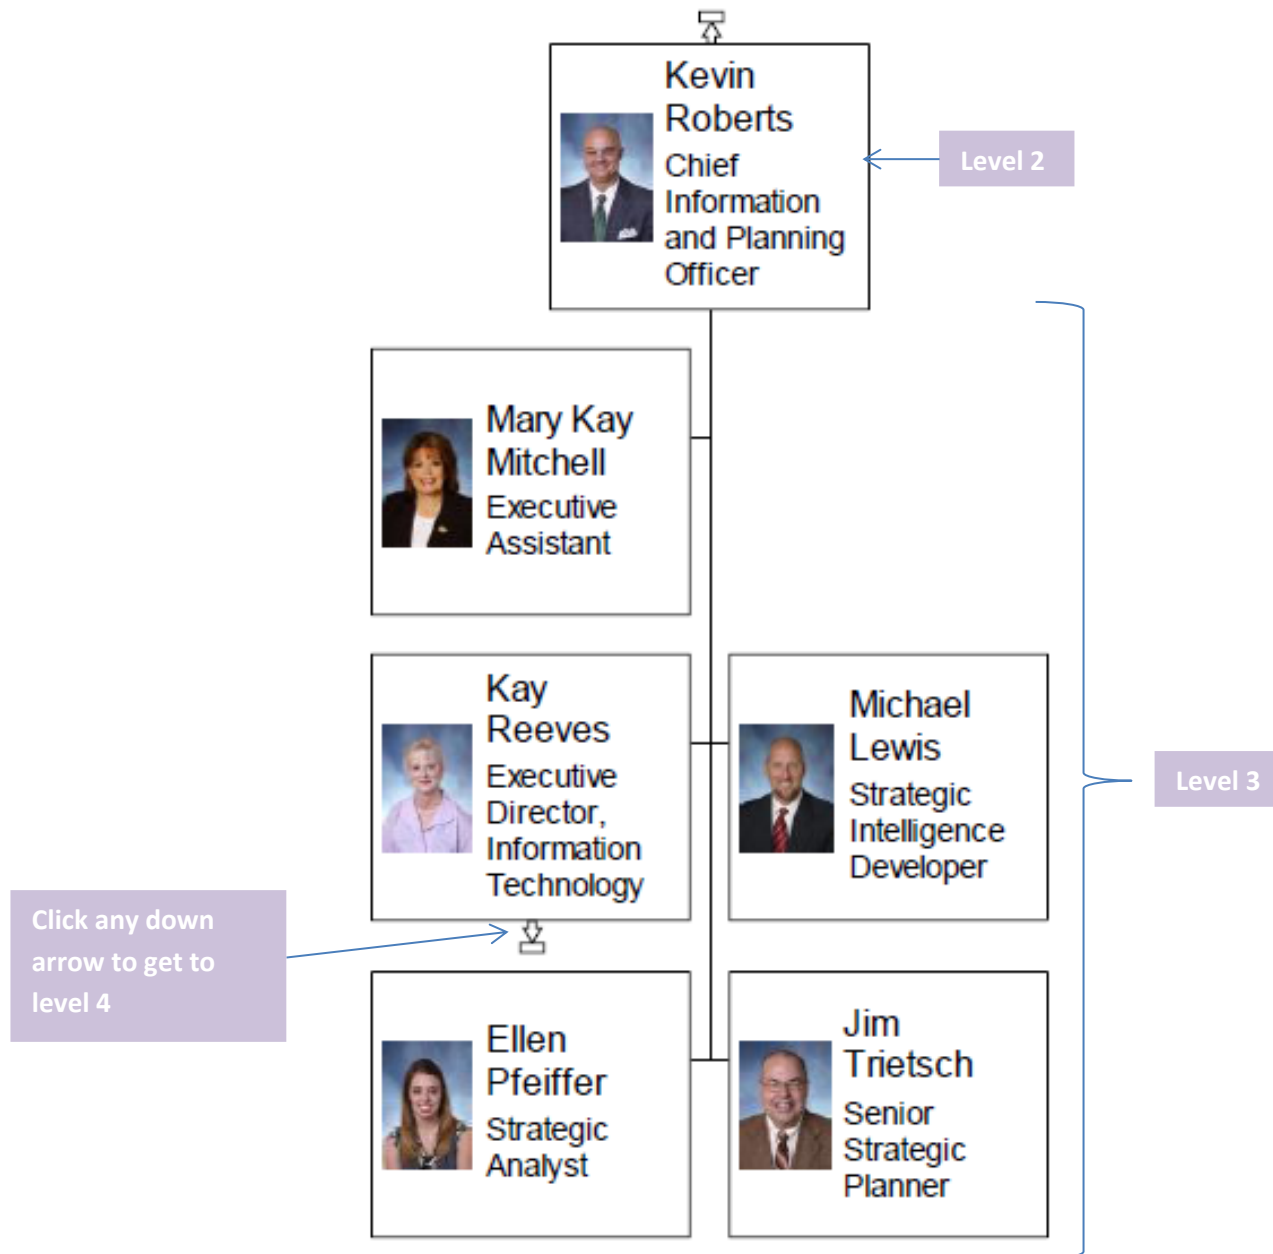 Kevin
Roberts
Chief
Information
and Planning
Officer
Level 2
Mary Kay
Mitchell
Executive
Assistant
Kay
Reeves
Executive
Director,
Information
Technology
Michael
Lewis
Strategic
Intelligence
Developer
Level 3
Click any down
arrow to get to
level 4
Ellen
Pfeiffer
Strategic
Analyst
Jim
Trietsch
Senior
Strategic
Planner